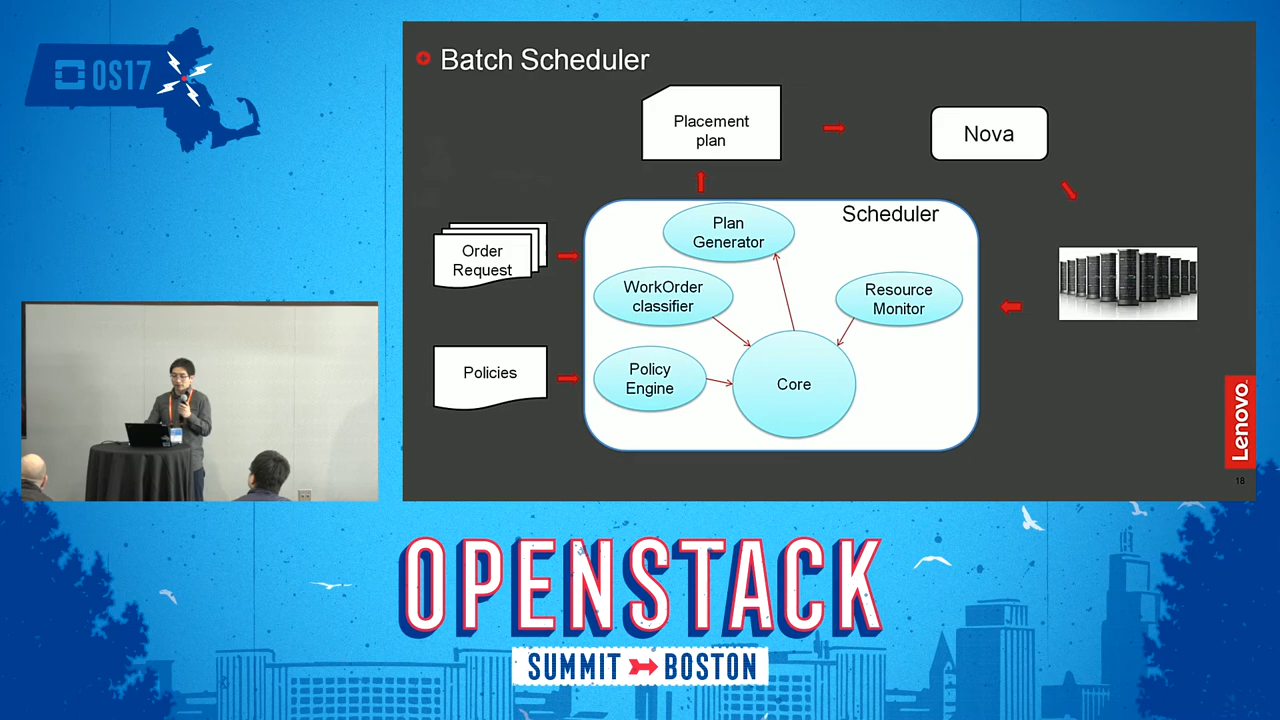 OS17
Batch Scheduler
Placement
plan
Nova
Scheduler
Plan
Generator
Order
Request
WorkOrder
classifier
Resource
Monitor
Policies
Policy
Engine
Core
Lenovo
18
OPENSTACK
SUMMIT BOSTON